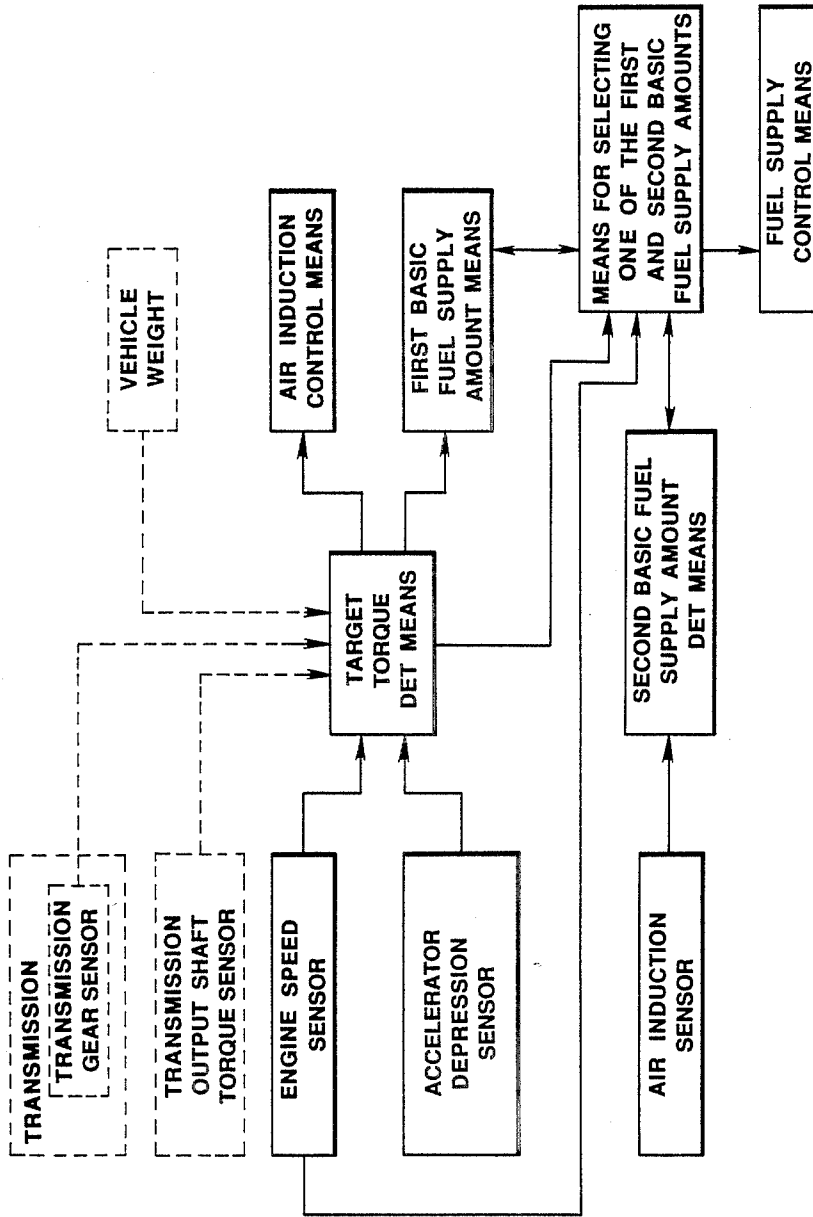 TRANSMISSION
TRANSMISSION
GEAR SENSOR
TRANSMISSION
OUTPUT SHAFT
TORQUE SENSOR
ENGINE SPEED
SENSOR
ACCELERATOR
DEPRESSION
SENSOR
AIR INDUCTION
SENSOR
VEHICLE
WEIGHT
TARGET
TORQUE
DET MEANS
AIR INDUCTION
CONTROL MEANS
FIRST BASIC
FUEL SUPPLY
AMOUNT MEANS
SECOND BASIC FUEL
SUPPLY AMOUNT
DET MEANS
MEANS FOR SELECTING
ONE OF THE FIRST
AND SECOND BASIC
FUEL SUPPLY AMOUNTS
FUEL SUPPLY
CONTROL MEANS